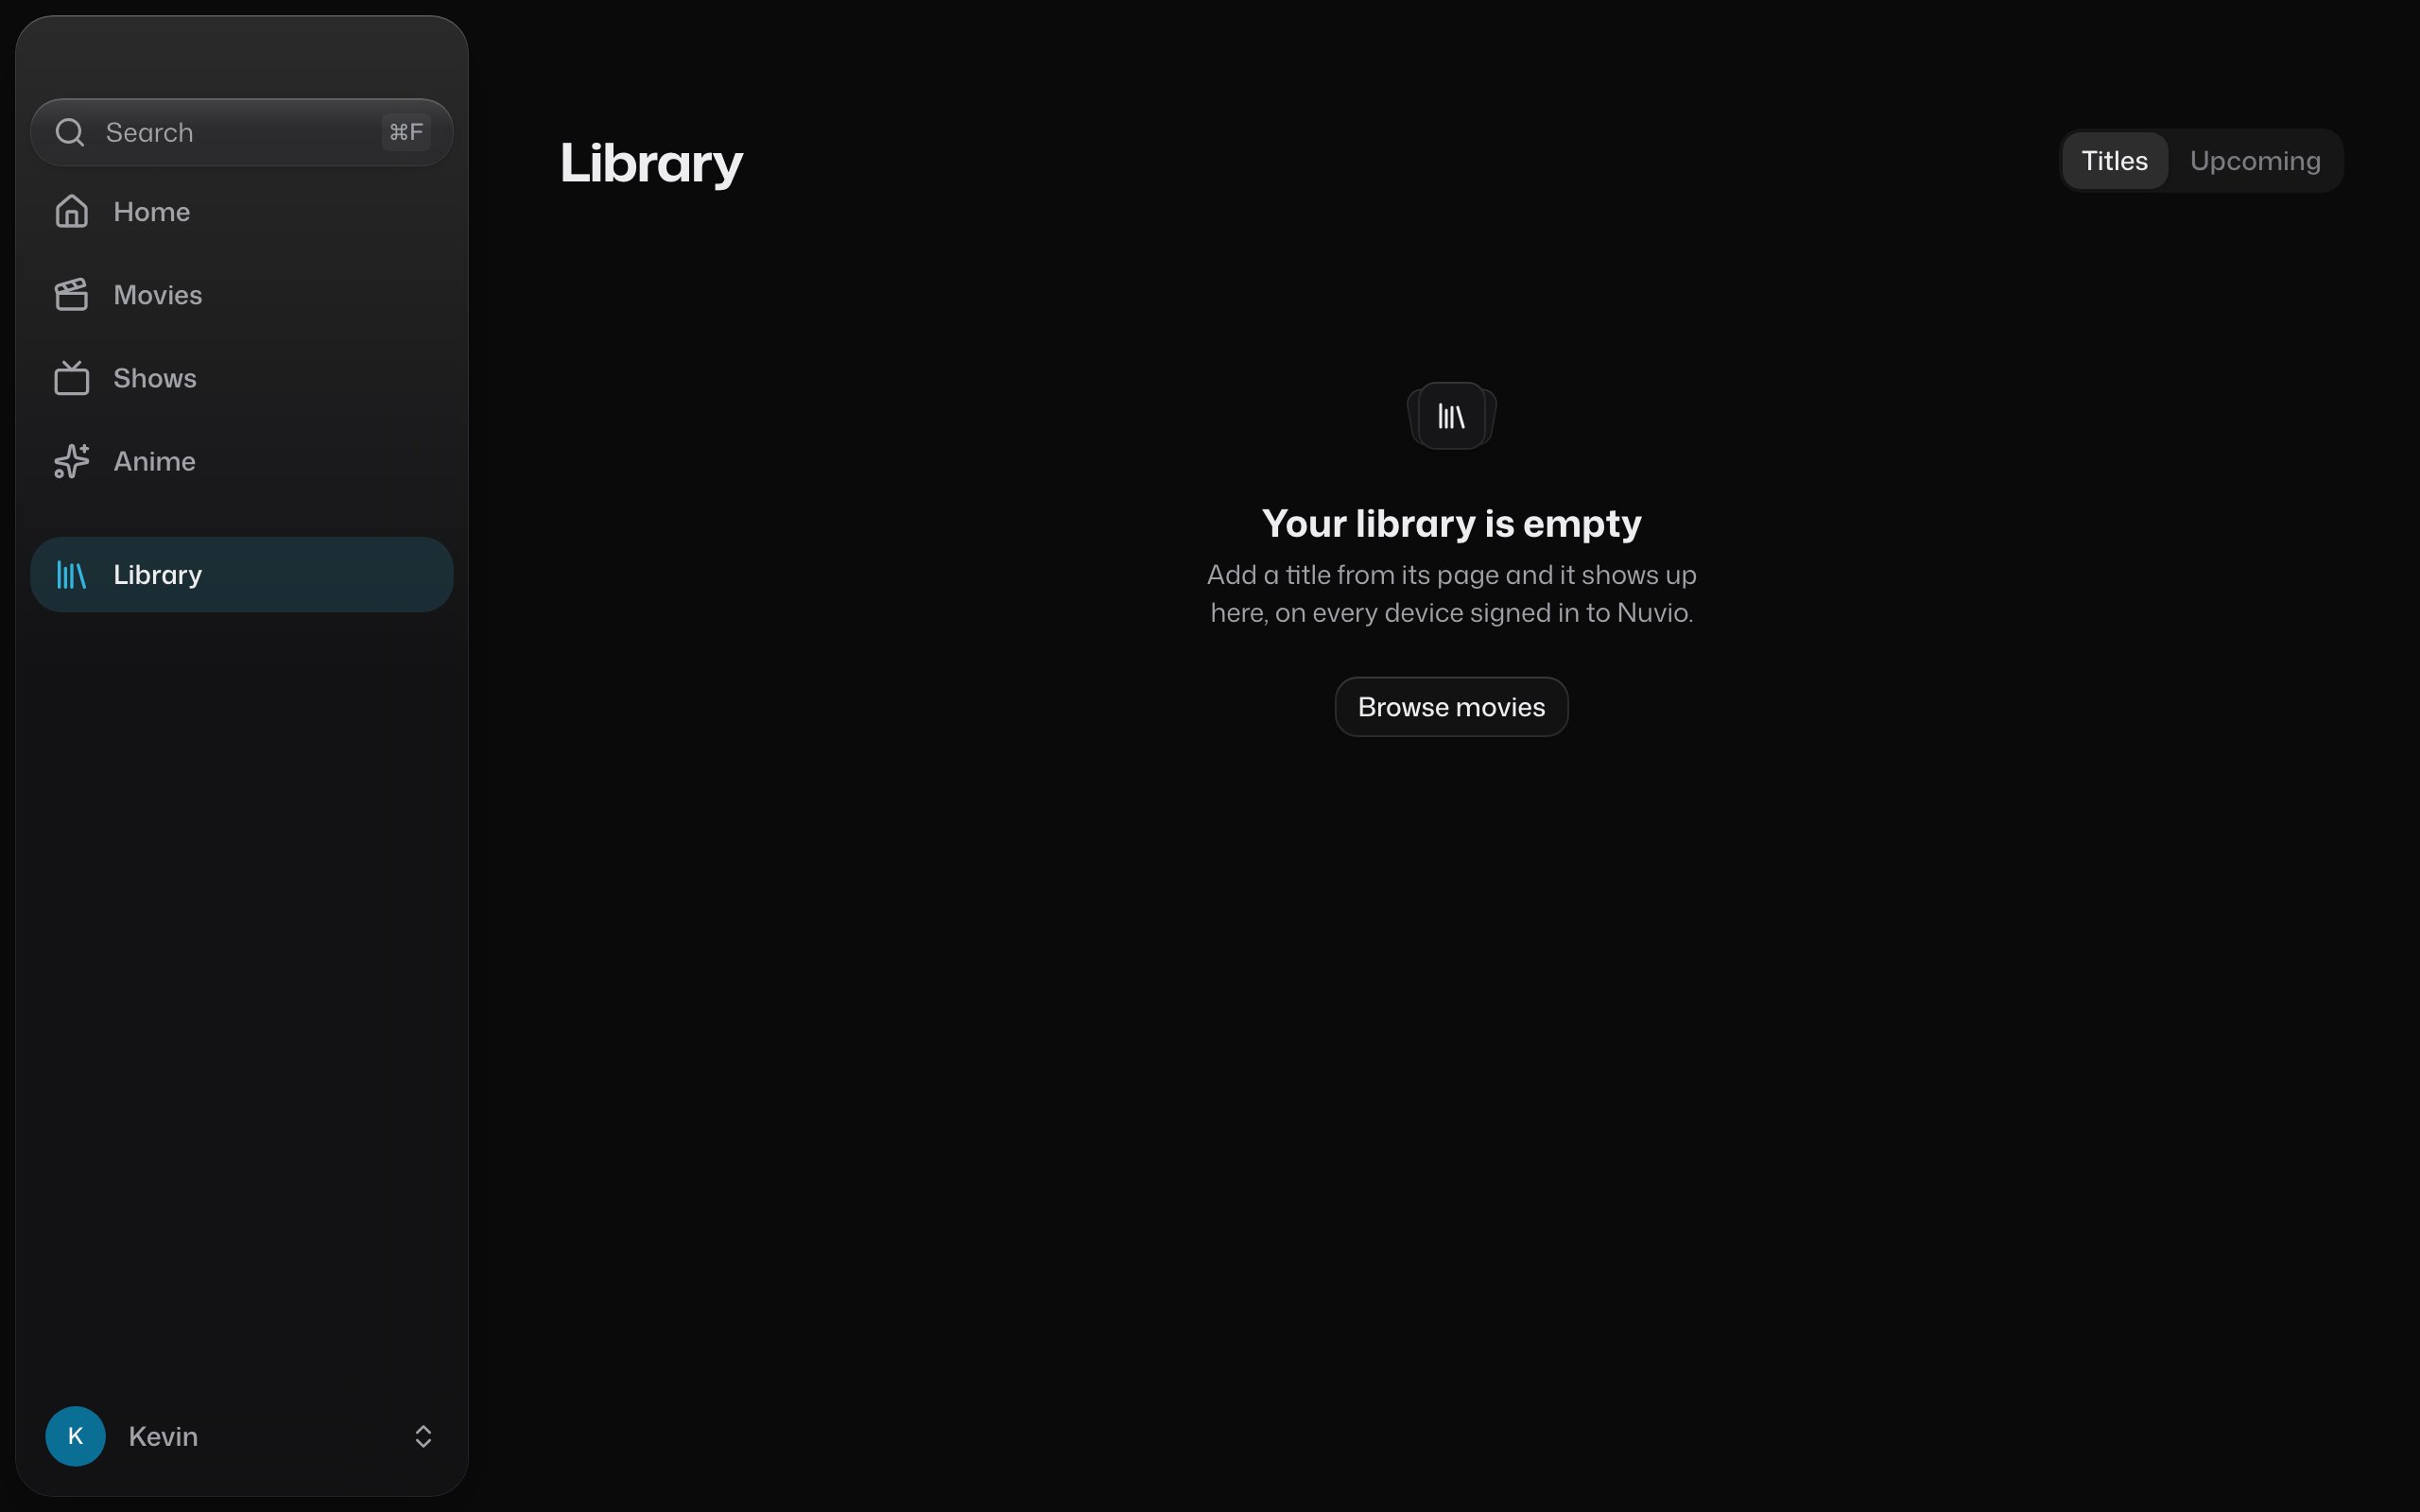 Search ⌘F
Home
Movies
Shows
Anime
Library
K Kevin
Library
Titles Upcoming
Your library is empty
Add a title from its page and it shows up
here, on every device signed in to Nuvio.
Browse movies